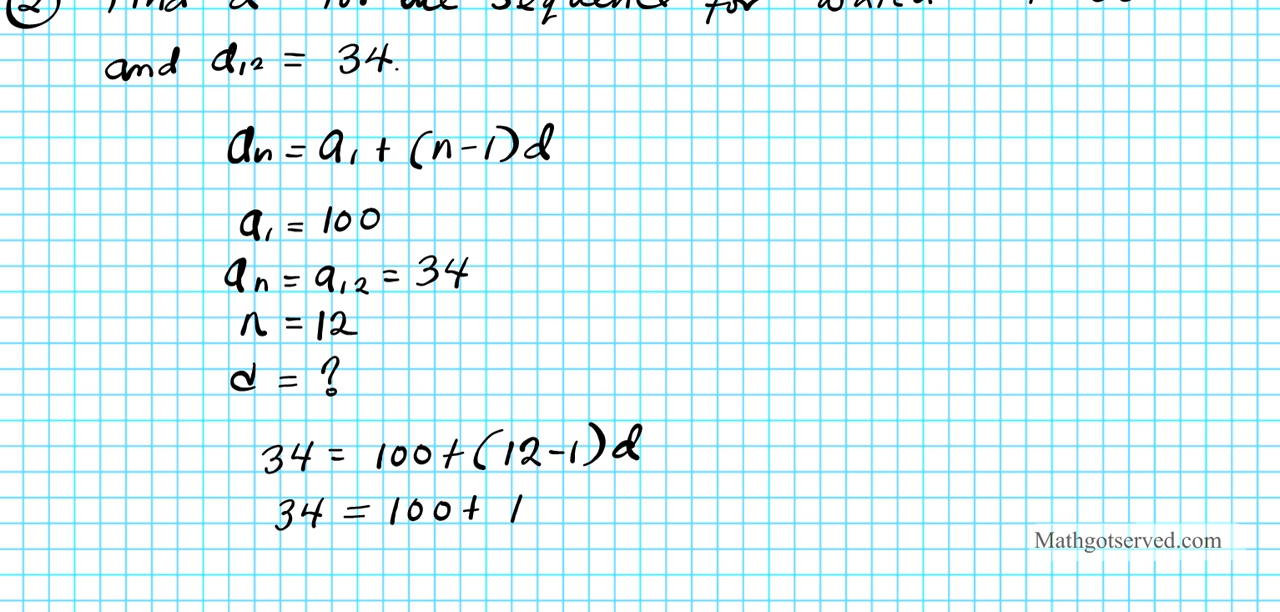 ②
and a₁₂ = 34.
aₙ = a₁ + (n-1)d
a₁ = 100
aₙ = a₁₂ = 34
n = 12
d = ?
34 = 100+(12-1)d
34 = 100+ 1
Mathgotserved.com